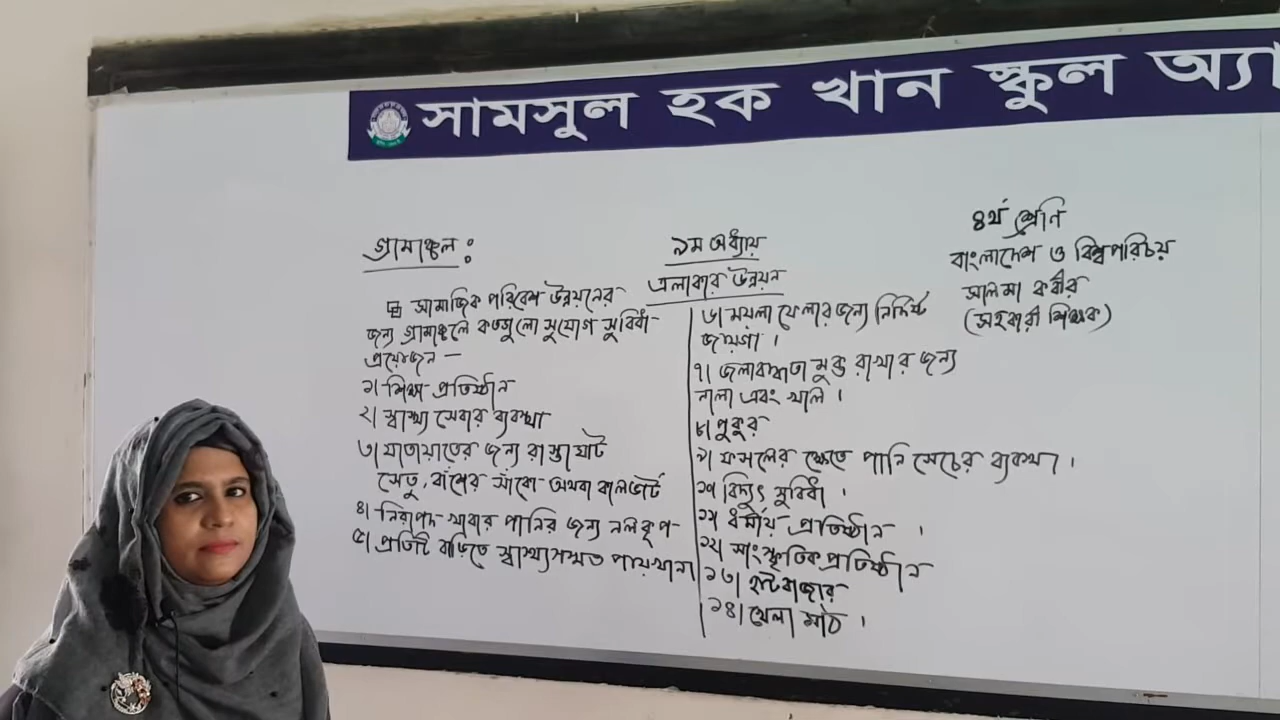 সামসুল হক খান স্কুল অ্যা
৪র্থ শ্রেণি
বাংলাদেশ ও বিশ্বপরিচয়
সালমা কবীর
(সহকারী শিক্ষক)
৯ম অধ্যায়
এলাকার উন্নয়ন
গ্রামাঞ্চল :
সামাজিক পরিবেশ উন্নয়নের
জন্য গ্রামাঞ্চলে কতগুলো সুযোগ সুবিধা
প্রয়োজন —
১। শিক্ষা প্রতিষ্ঠান
২। স্বাস্থ্য সেবার ব্যবস্থা
৩। যাতায়াতের জন্য রাস্তাঘাট
সেতু, বাঁশের সাঁকো অথবা কালভার্ট
৪। নিরাপদ খাবার পানির জন্য নলকূপ
৫। প্রতিটি বাড়িতে স্বাস্থ্যসম্মত পায়খানা
৬। ময়লা ফেলার জন্য নির্দিষ্ট
জায়গা ।
৭। জলাবদ্ধতা মুক্ত রাখার জন্য
নালা এবং খাল ।
৮। পুকুর
৯। ফসলের ক্ষেতে পানি সেচের ব্যবস্থা ।
১০। বিদ্যুৎ সুবিধা ।
১১। ধর্মীয় প্রতিষ্ঠান ।
১২। সাংস্কৃতিক প্রতিষ্ঠান
১৩। হাটবাজার
১৪। খেলা মাঠ ।